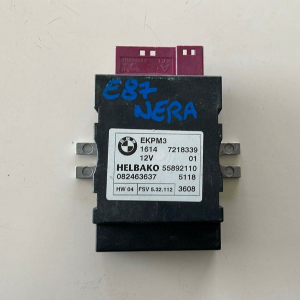 E87
NERA
EKPM3
1614 7218339
12V 01
HELBAKO 55892110
082463637 5118
HW 04 FSV 5.32.112 3608